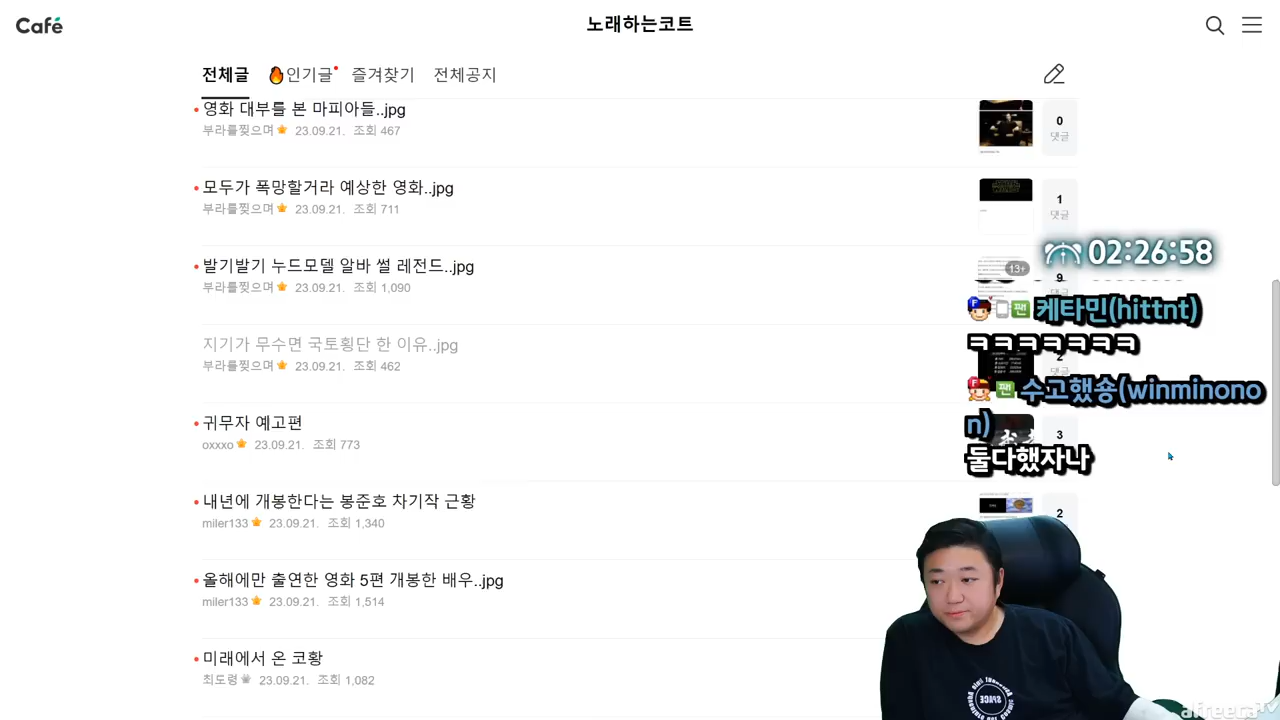 Café
노래하는코트
전체글 인기글 즐겨찾기 전체공지
영화 대부를 본 마피아들..jpg
부라를찢으며 23.09.21. 조회 467
0
댓글
모두가 폭망할거라 예상한 영화..jpg
부라를찢으며 23.09.21. 조회 711
1
댓글
02:26:58
발기발기 누드모델 알바 썰 레전드..jpg
부라를찢으며 23.09.21. 조회 1,090
13+
9
케타민(hittnt)
ㅋㅋㅋㅋㅋㅋㅋ
지기가 무수면 국토횡단 한 이유..jpg
부라를찢으며 23.09.21. 조회 462
2
댓글
수고했숑(winminonon)
둘다했자나
귀무자 예고편
oxxxo 23.09.21. 조회 773
3
내년에 개봉한다는 봉준호 차기작 근황
miler133 23.09.21. 조회 1,340
2
올해에만 출연한 영화 5편 개봉한 배우..jpg
miler133 23.09.21. 조회 1,514
미래에서 온 코황
최도령 23.09.21. 조회 1,082
SPACE
afreecaTV